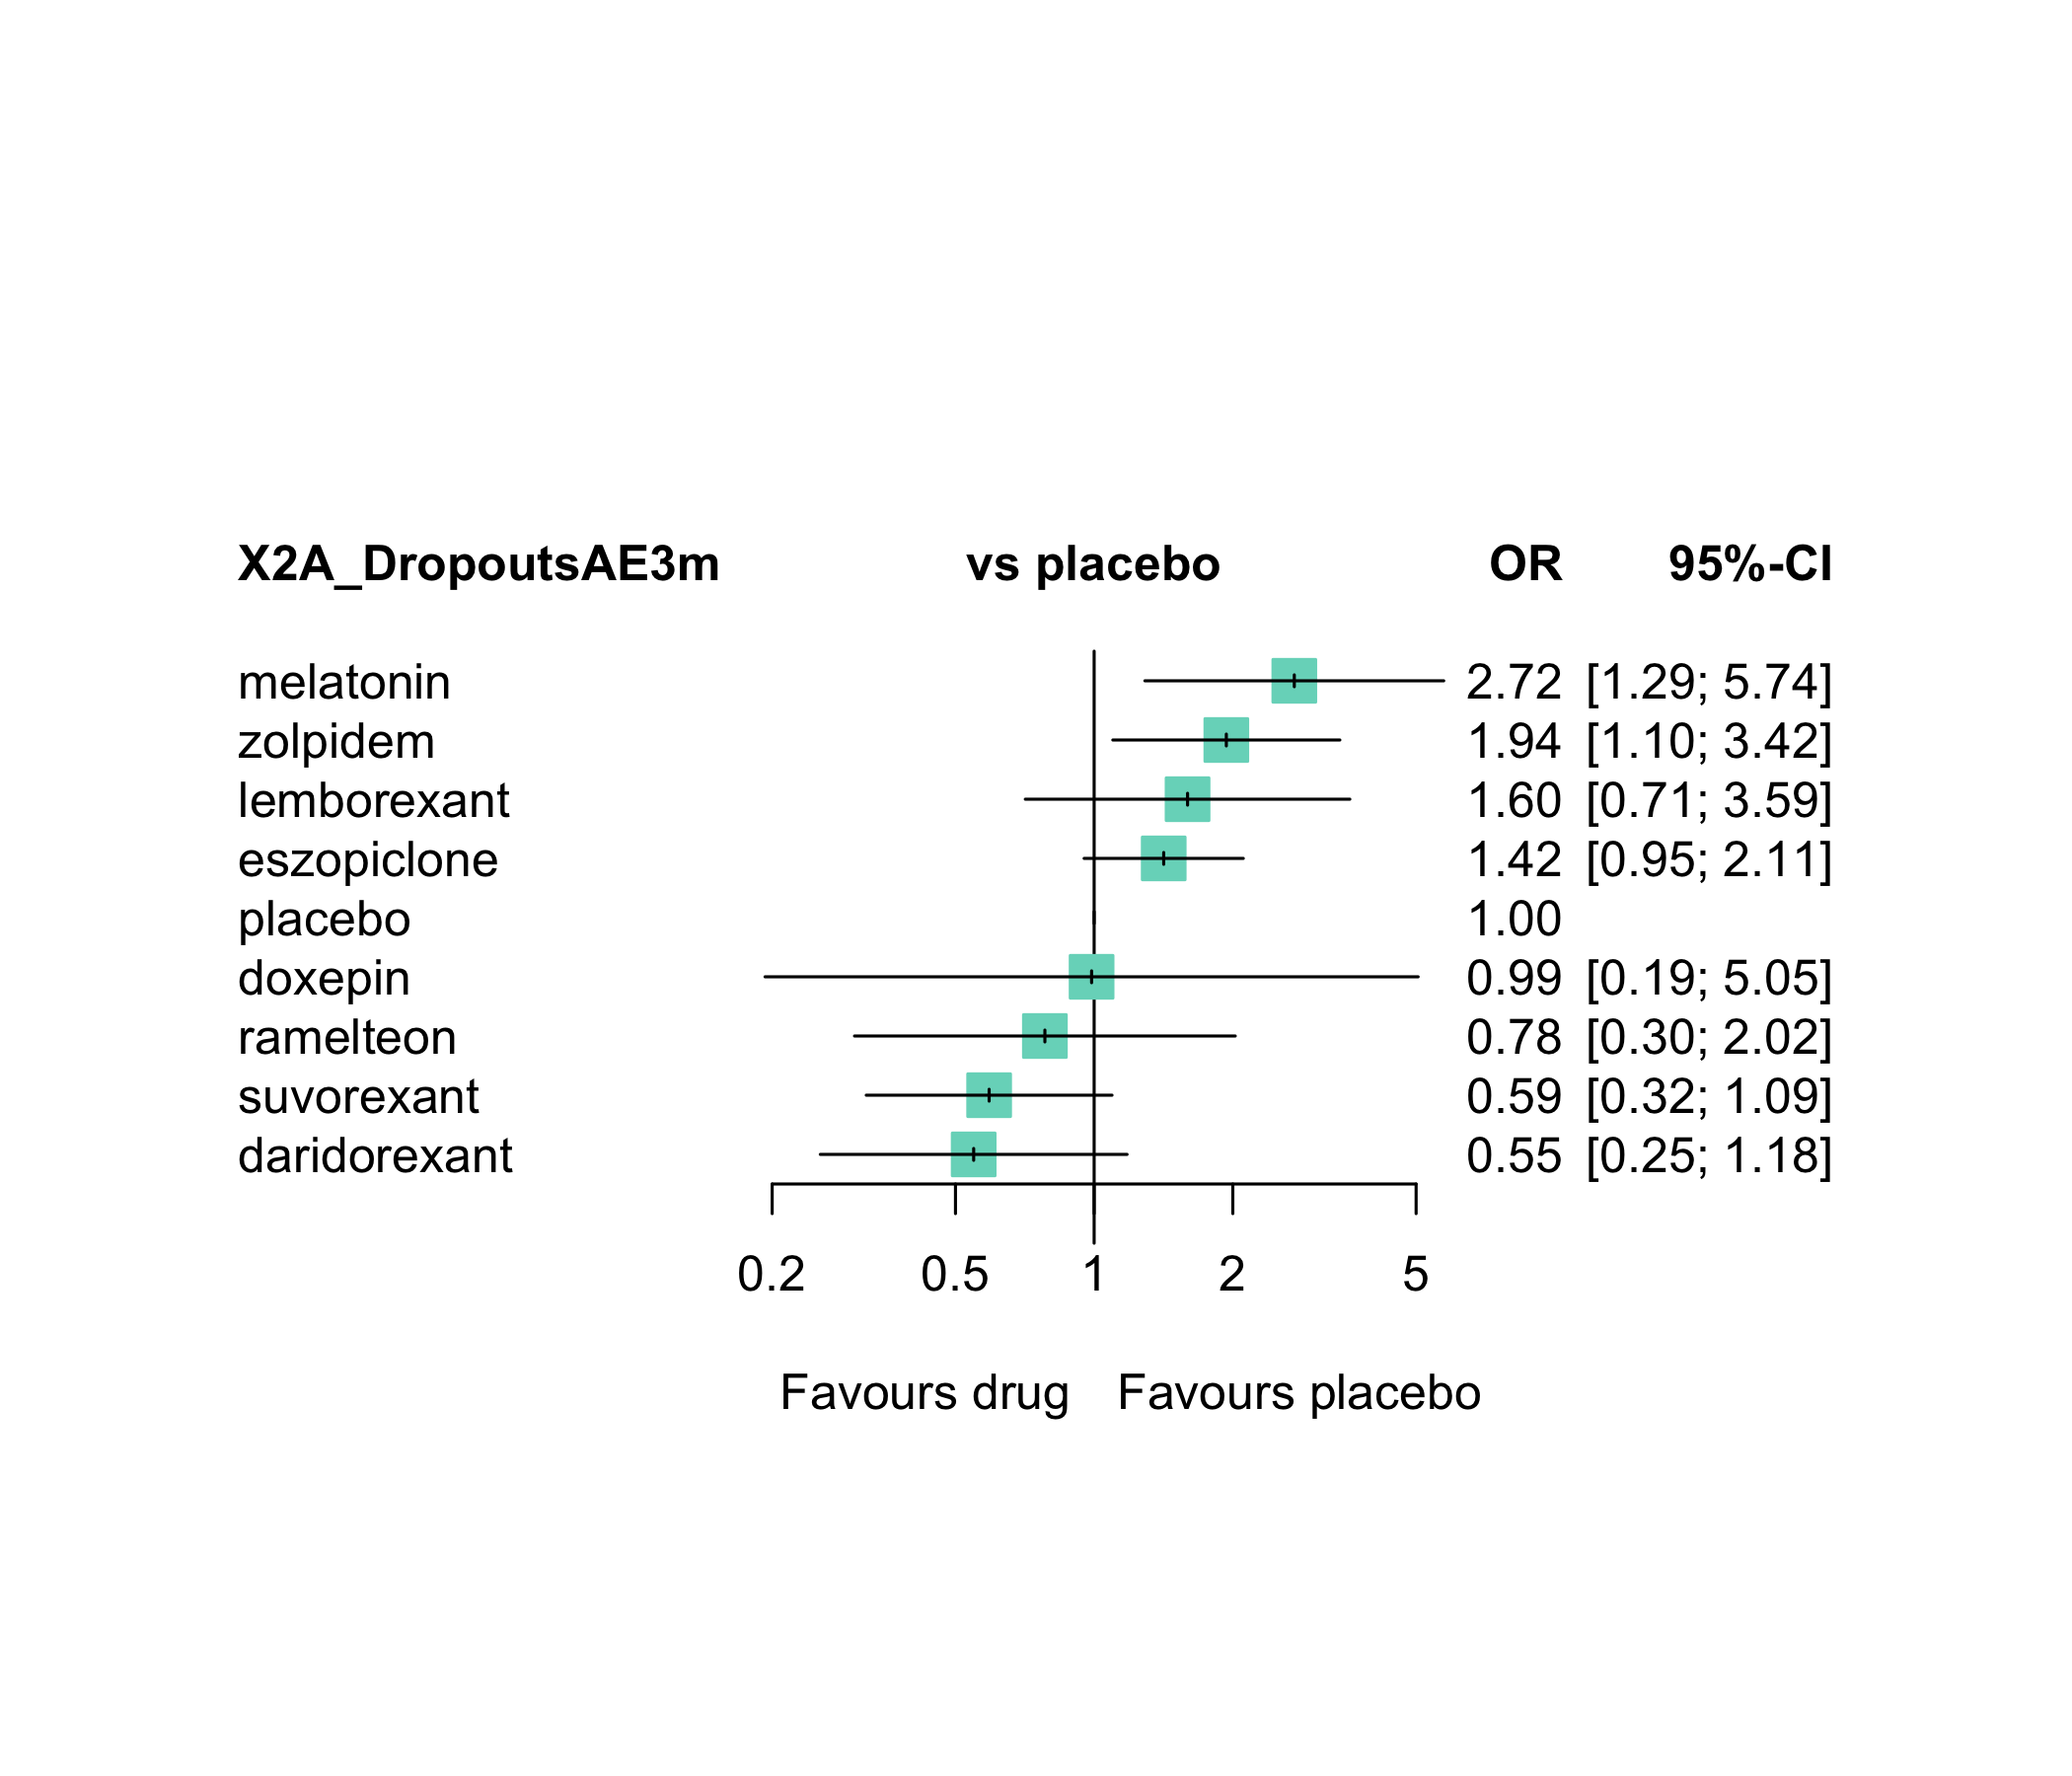 X2A_DropoutsAE3m vs placebo OR 95%-CI
melatonin 2.72 [1.29; 5.74]
zolpidem 1.94 [1.10; 3.42]
lemborexant 1.60 [0.71; 3.59]
eszopiclone 1.42 [0.95; 2.11]
placebo 1.00
doxepin 0.99 [0.19; 5.05]
ramelteon 0.78 [0.30; 2.02]
suvorexant 0.59 [0.32; 1.09]
daridorexant 0.55 [0.25; 1.18]
0.2 0.5 1 2 5
Favours drug Favours placebo